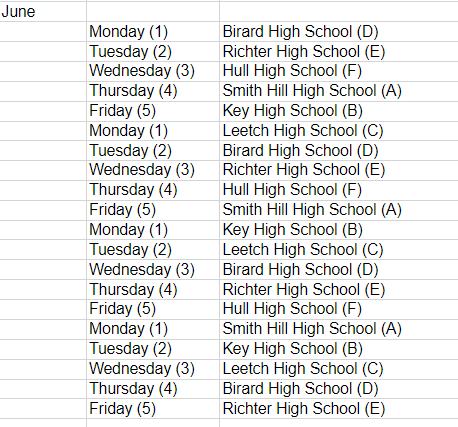 June
Monday (1) Birard High School (D)
Tuesday (2) Richter High School (E)
Wednesday (3) Hull High School (F)
Thursday (4) Smith Hill High School (A)
Friday (5) Key High School (B)
Monday (1) Leetch High School (C)
Tuesday (2) Birard High School (D)
Wednesday (3) Richter High School (E)
Thursday (4) Hull High School (F)
Friday (5) Smith Hill High School (A)
Monday (1) Key High School (B)
Tuesday (2) Leetch High School (C)
Wednesday (3) Birard High School (D)
Thursday (4) Richter High School (E)
Friday (5) Hull High School (F)
Monday (1) Smith Hill High School (A)
Tuesday (2) Key High School (B)
Wednesday (3) Leetch High School (C)
Thursday (4) Birard High School (D)
Friday (5) Richter High School (E)